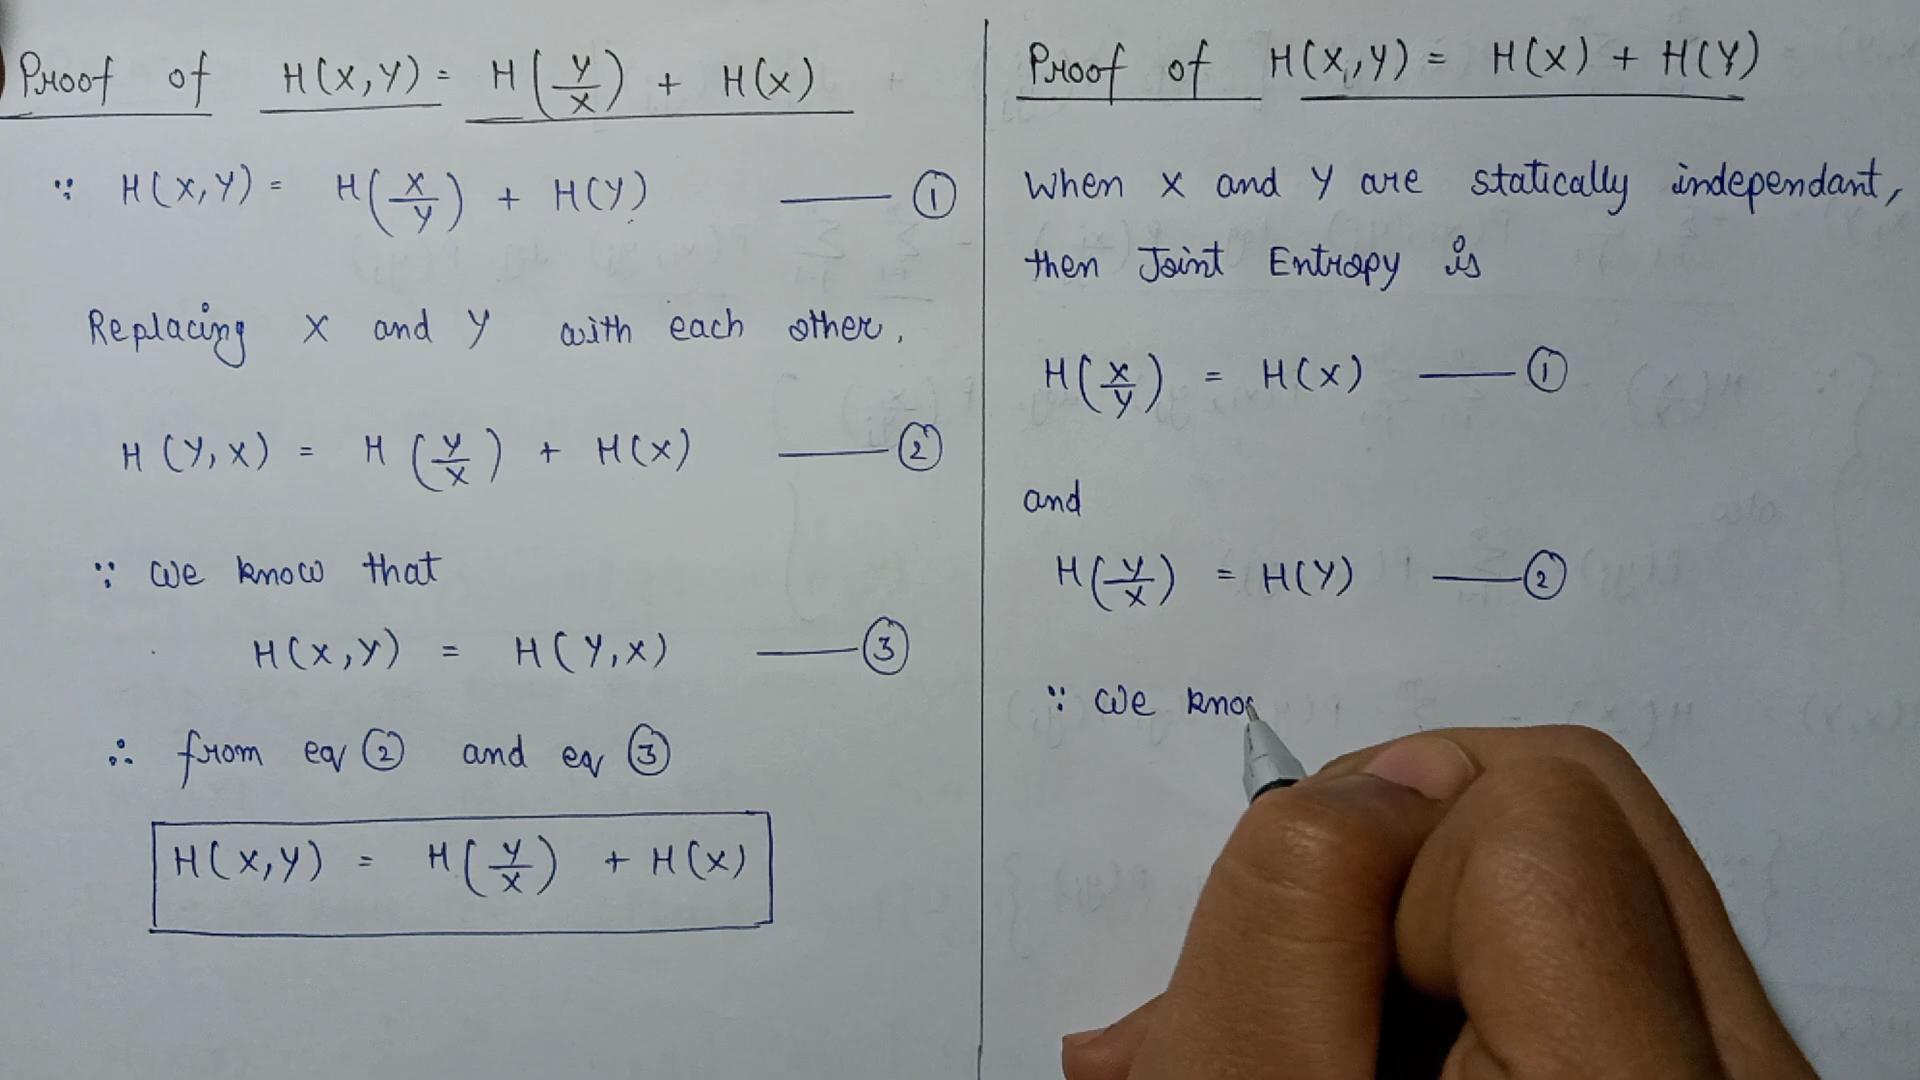 Proof of H(X,Y) = H(Y/X) + H(X)
∵ H(X,Y) = H(X/Y) + H(Y) —— ①
Replacing X and Y with each other,
H(Y,X) = H(Y/X) + H(X) —— ②
∵ We know that
H(X,Y) = H(Y,X) —— ③
∴ from eq ② and eq ③
H(X,Y) = H(Y/X) + H(X)
Proof of H(X,Y) = H(X) + H(Y)
When X and Y are statically independant,
then Joint Entropy is
H(X/Y) = H(X) —— ①
and
H(Y/X) = H(Y) —— ②
∵ We kno